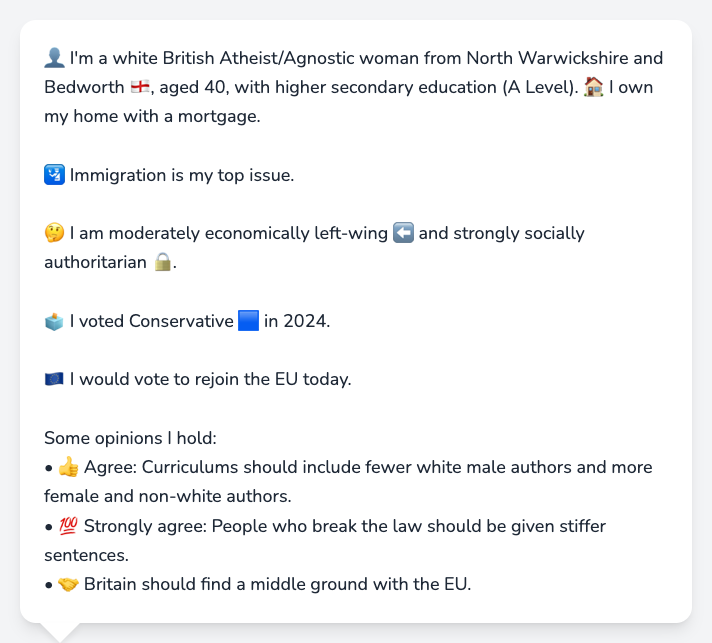 👤 I'm a white British Atheist/Agnostic woman from North Warwickshire and
Bedworth 🏴󠁧󠁢󠁥󠁮󠁧󠁿, aged 40, with higher secondary education (A Level). 🏠 I own
my home with a mortgage.
🛂 Immigration is my top issue.
🤔 I am moderately economically left-wing ⬅️ and strongly socially
authoritarian 🔒.
🗳️ I voted Conservative 🟦 in 2024.
🇪🇺 I would vote to rejoin the EU today.
Some opinions I hold:
• 👍 Agree: Curriculums should include fewer white male authors and more
female and non-white authors.
• 💯 Strongly agree: People who break the law should be given stiffer
sentences.
• 🤝 Britain should find a middle ground with the EU.